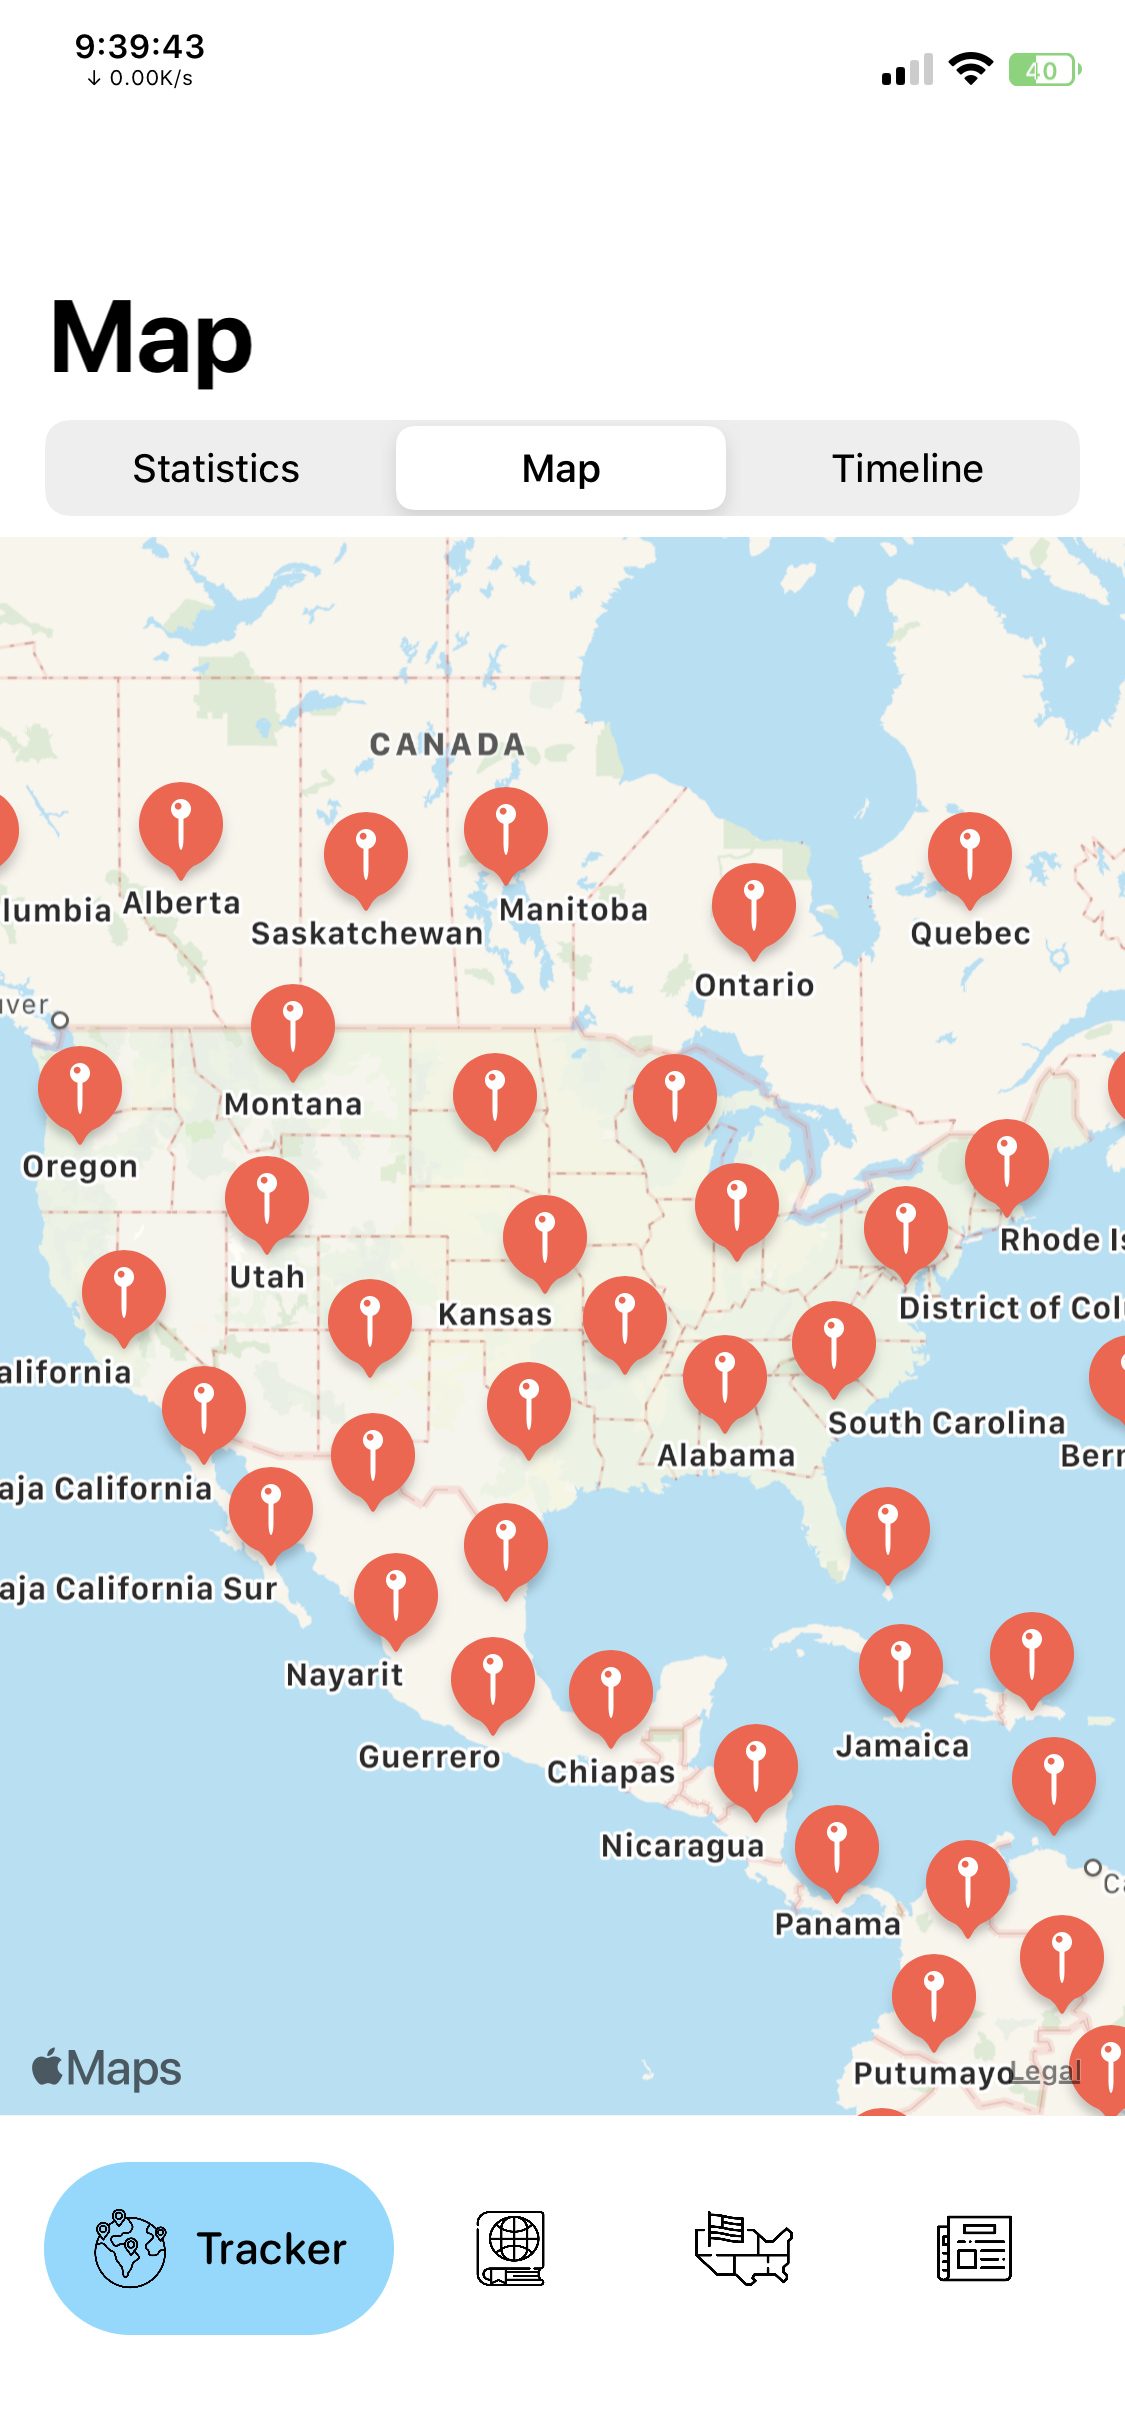 9:39:43
↓ 0.00K/s
40
Map
Statistics
Map
Timeline
CANADA
Alberta
lumbia
Saskatchewan
Manitoba
Quebec
Ontario
ver
Montana
Oregon
Rhode Is
Utah
District of Col
Kansas
alifornia
South Carolina
Alabama
Berr
aja California
aja California Sur
Nayarit
Jamaica
Guerrero
Chiapas
Nicaragua
Ca
Panama
Maps
Putumayo
Legal
Tracker